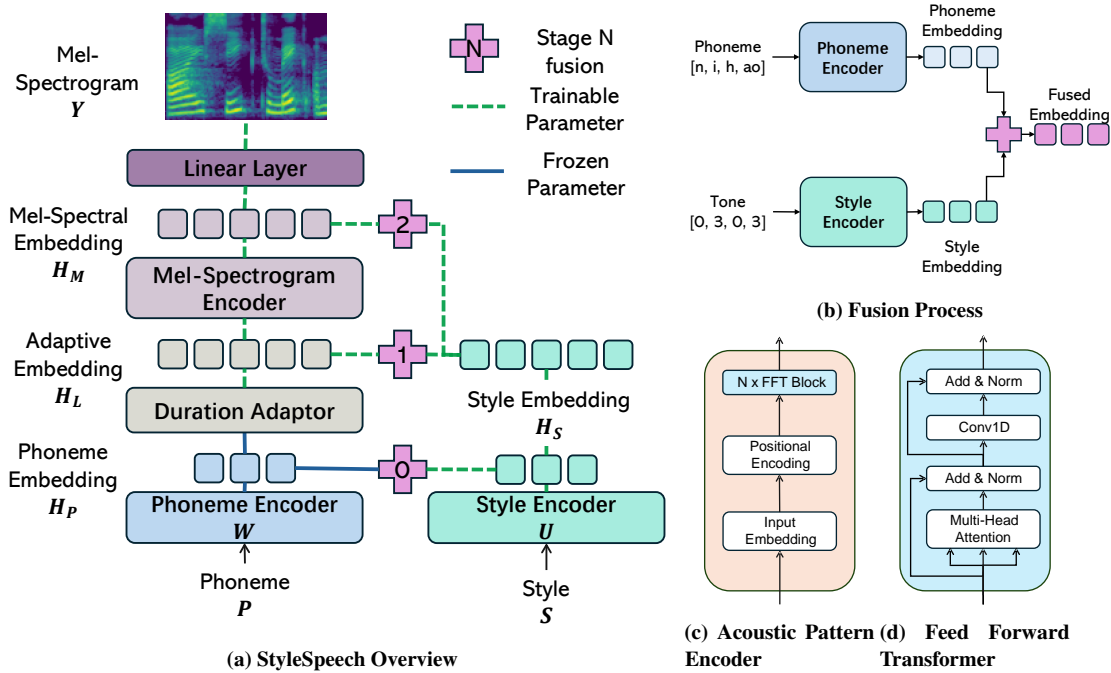 Mel-
Spectrogram
Y
N
Stage N
fusion
Trainable
Parameter
Frozen
Parameter
Linear Layer
Mel-Spectral
Embedding
H_M
2
Mel-Spectrogram
Encoder
Adaptive
Embedding
H_L
1
Duration Adaptor
Style Embedding
H_S
Phoneme
Embedding
H_P
0
Phoneme Encoder
W
Style Encoder
U
Phoneme
P
Style
S
(a) StyleSpeech Overview
Phoneme
[n, i, h, ao]
Phoneme
Encoder
Phoneme
Embedding
Fused
Embedding
Tone
[0, 3, 0, 3]
Style
Encoder
Style
Embedding
(b) Fusion Process
N x FFT Block
Positional
Encoding
Input
Embedding
(c) Acoustic Pattern
Encoder
Add & Norm
Conv1D
Add & Norm
Multi-Head
Attention
(d) Feed Forward
Transformer